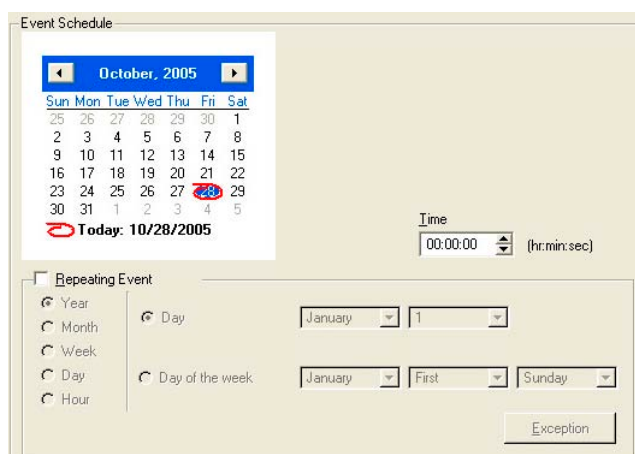 Event Schedule
October, 2005
Sun Mon Tue Wed Thu Fri Sat
25 26 27 28 29 30 1
2 3 4 5 6 7 8
9 10 11 12 13 14 15
16 17 18 19 20 21 22
23 24 25 26 27 28 29
30 31 1 2 3 4 5
Today: 10/28/2005
Time
00:00:00 (hr:min:sec)
Repeating Event
Year
Month
Week
Day
Hour
Day January 1
Day of the week January First Sunday
Exception